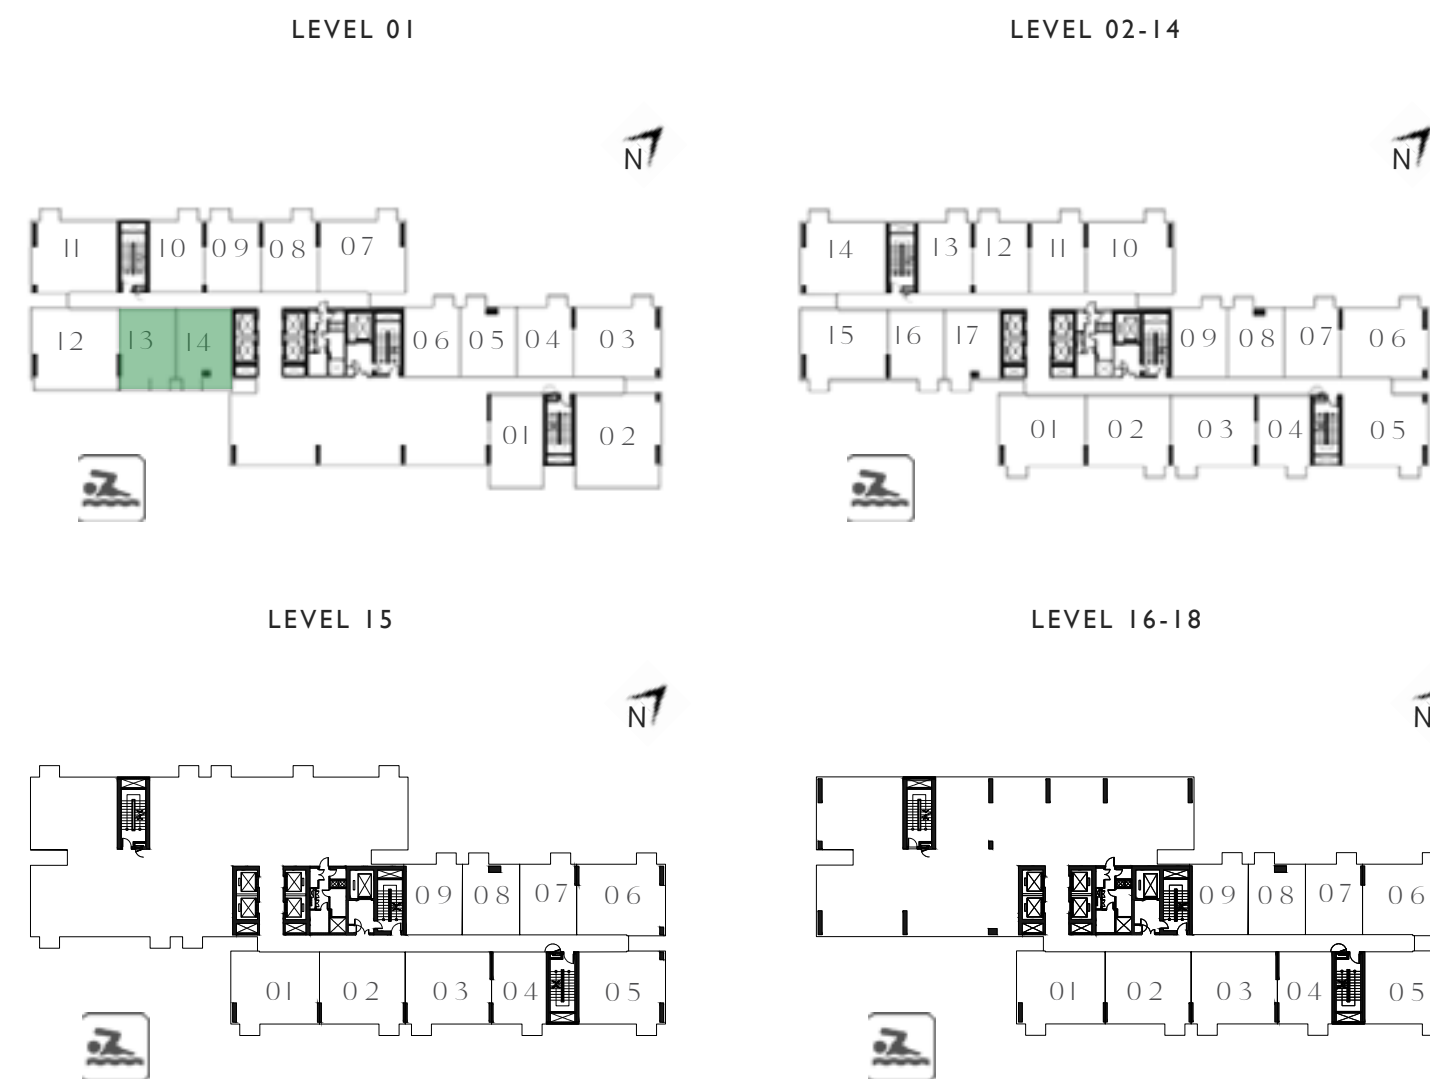 LEVEL 01
LEVEL 02-14
N
N
11 10 09 08 07
14 13 12 11 10
12 13 14 06 05 04 03
15 16 17 09 08 07 06
01 02
01 02 03 04 05
LEVEL 15
LEVEL 16-18
N
N
09 08 07 06
09 08 07 06
01 02 03 04 05
01 02 03 04 05